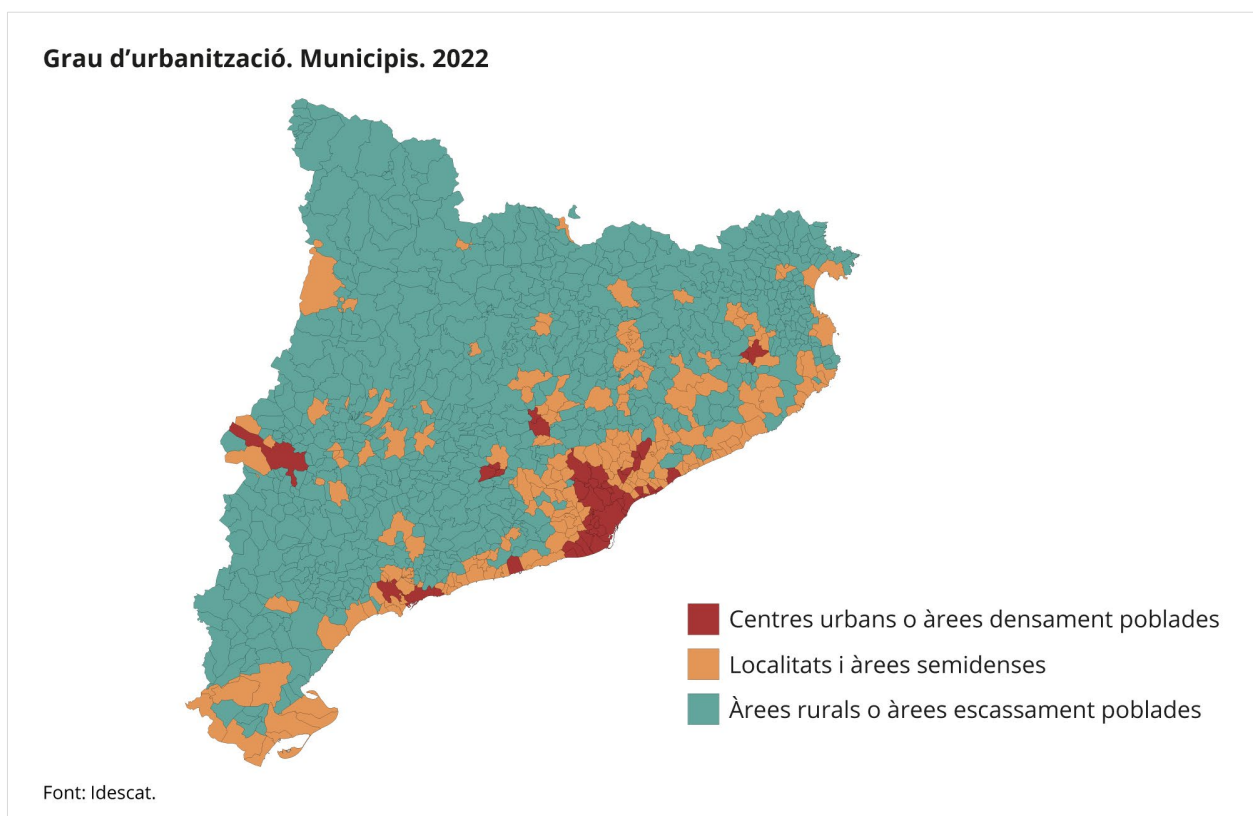 Grau d’urbanització. Municipis. 2022
Centres urbans o àrees densament poblades
Localitats i àrees semidenses
Àrees rurals o àrees escassament poblades
Font: Idescat.